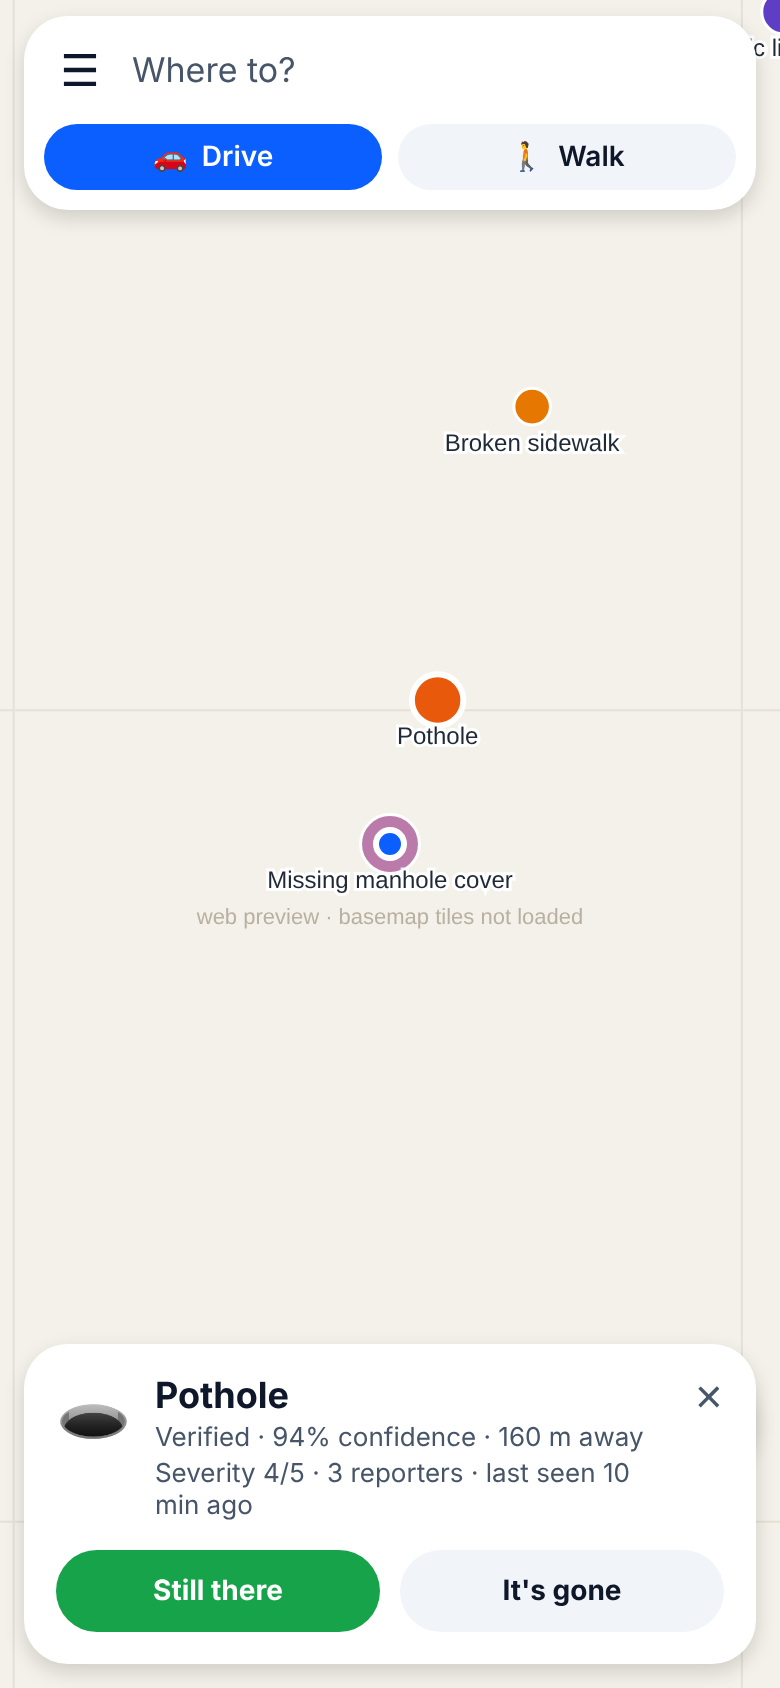 c li
Where to?
Drive
Walk
Broken sidewalk
Pothole
Missing manhole cover
web preview · basemap tiles not loaded
Pothole
Verified · 94% confidence · 160 m away
Severity 4/5 · 3 reporters · last seen 10
min ago
Still there
It's gone